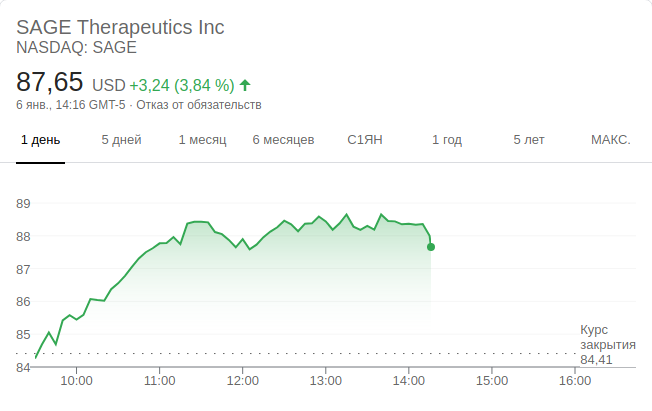 SAGE Therapeutics Inc
NASDAQ: SAGE
87,65 USD +3,24 (3,84 %)
6 янв., 14:16 GMT-5 · Отказ от обязательств
1 день 5 дней 1 месяц 6 месяцев С1ЯН 1 год 5 лет МАКС.
89
88
87
86
85
84
Курс
закрытия
84,41
10:00 11:00 12:00 13:00 14:00 15:00 16:00